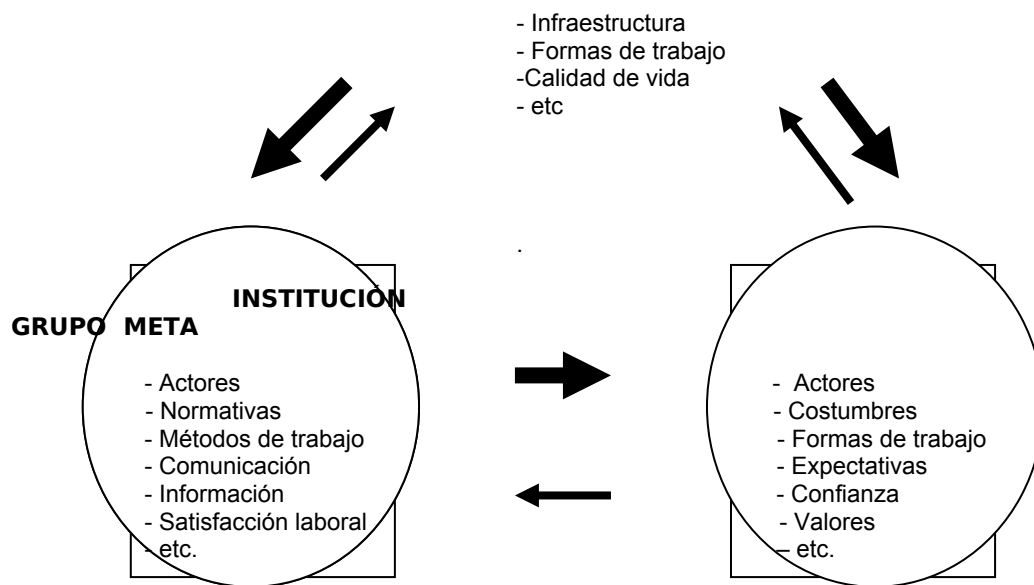 - Infraestructura
- Formas de trabajo
-Calidad de vida
- etc
.
INSTITUCIÓN
GRUPO META
- Actores
- Normativas
- Métodos de trabajo
- Comunicación
- Información
- Satisfacción laboral
- etc.
- Actores
- Costumbres
- Formas de trabajo
- Expectativas
- Confianza
- Valores
– etc.